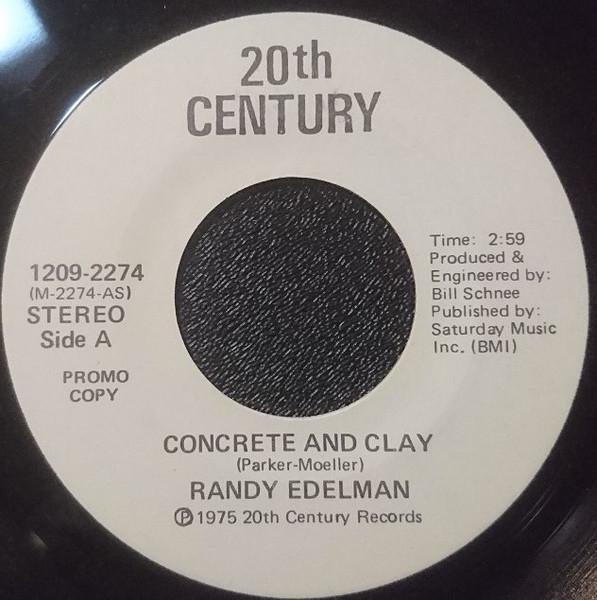 20th
CENTURY
1209-2274
(M-2274-AS)
STEREO
Side A
PROMO
COPY
Time: 2:59
Produced &
Engineered by:
Bill Schnee
Published by:
Saturday Music
Inc. (BMI)
CONCRETE AND CLAY
(Parker-Moeller)
RANDY EDELMAN
Ⓟ1975 20th Century Records